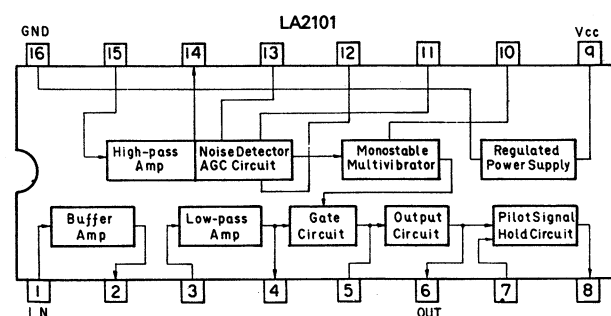 LA2101
GND
Vcc
16 15 14 13 12 11 10 9
High-pass
Amp
Noise Detector
AGC Circuit
Monostable
Multivibrator
Regulated
Power Supply
Buffer
Amp
Low-pass
Amp
Gate
Circuit
Output
Circuit
Pilot Signal
Hold Circuit
1 2 3 4 5 6 7 8
IN
OUT